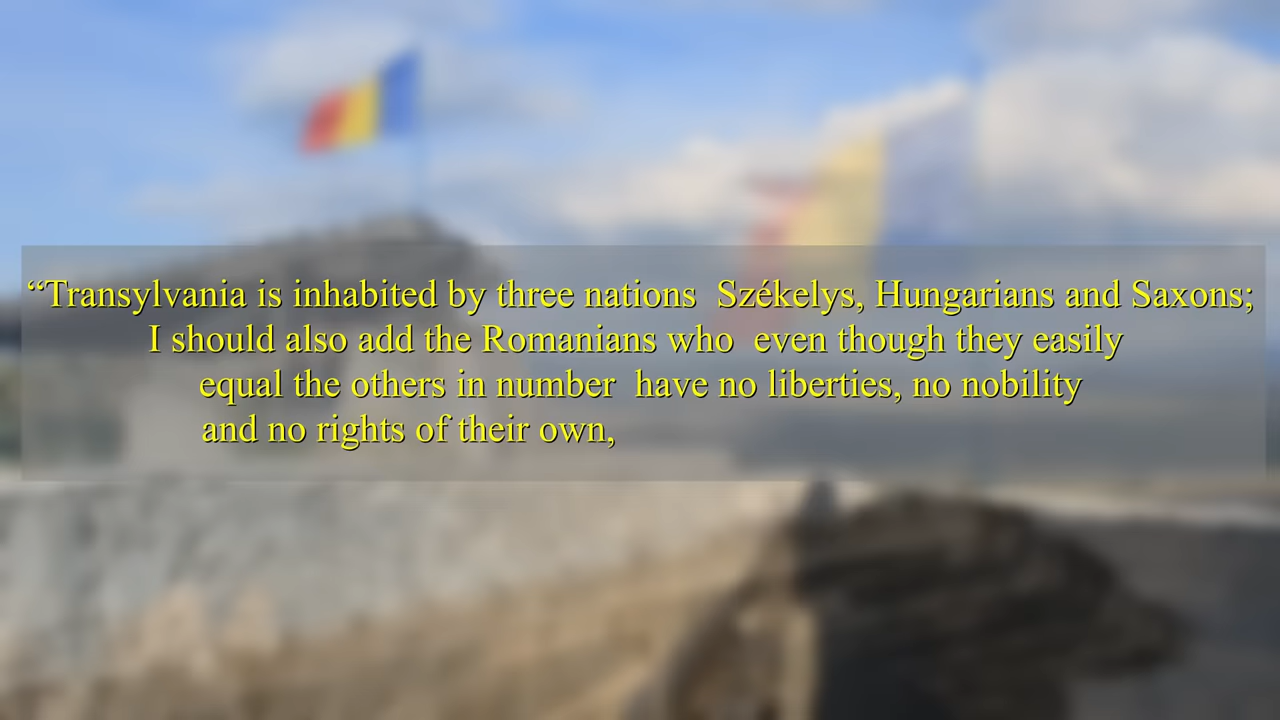 “Transylvania is inhabited by three nations  Székelys, Hungarians and Saxons;
I should also add the Romanians who  even though they easily
equal the others in number  have no liberties, no nobility
and no rights of their own,